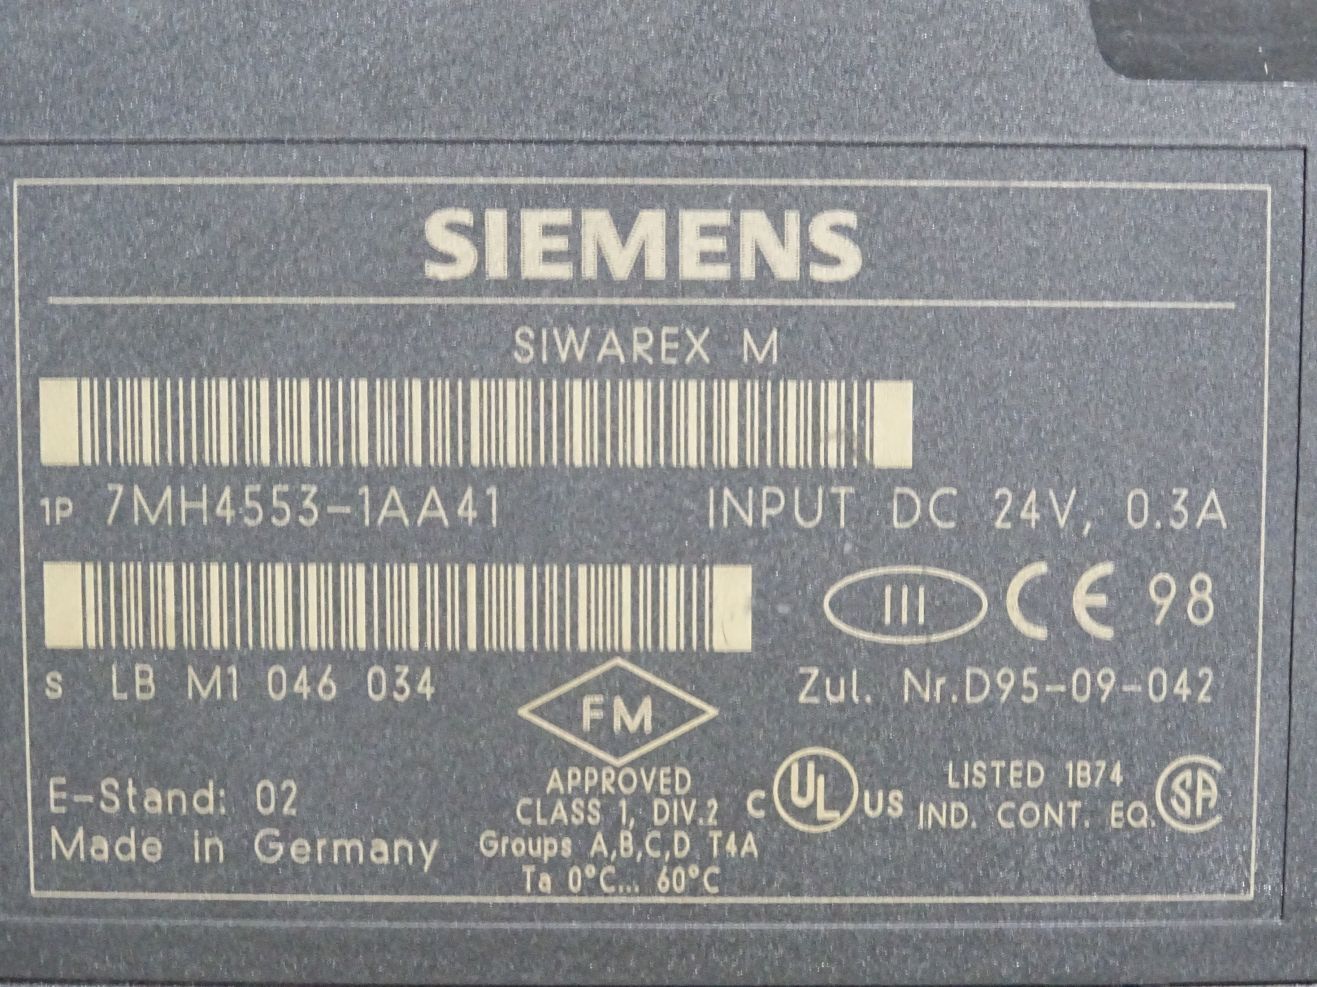 SIEMENS
SIWAREX M
1P 7MH4553-1AA41 INPUT DC 24V, 0.3A
III CE 98
S LB M1 046 034
FM
Zul. Nr.D95-09-042
E-Stand: 02
Made in Germany
APPROVED
CLASS 1, DIV.2
Groups A,B,C,D T4A
Ta 0°C... 60°C
C UL US
LISTED 1B74
IND. CONT. EQ.
SA